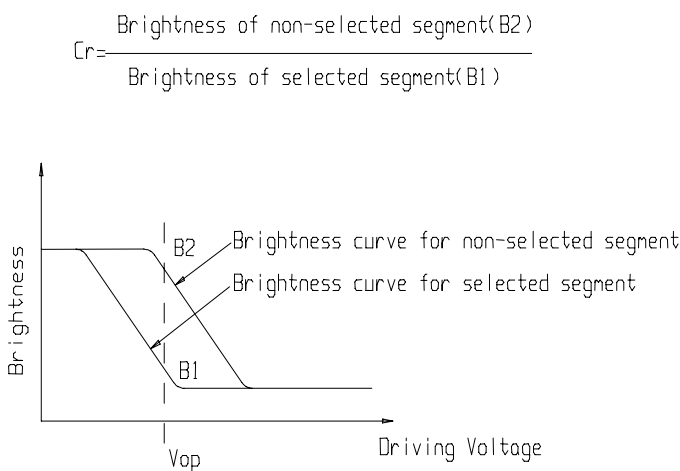 Brightness of non-selected segment(B2)
Cr=
Brightness of selected segment(B1)
B2
Brightness curve for non-selected segment
Brightness curve for selected segment
Brightness
B1
Driving Voltage
Vop